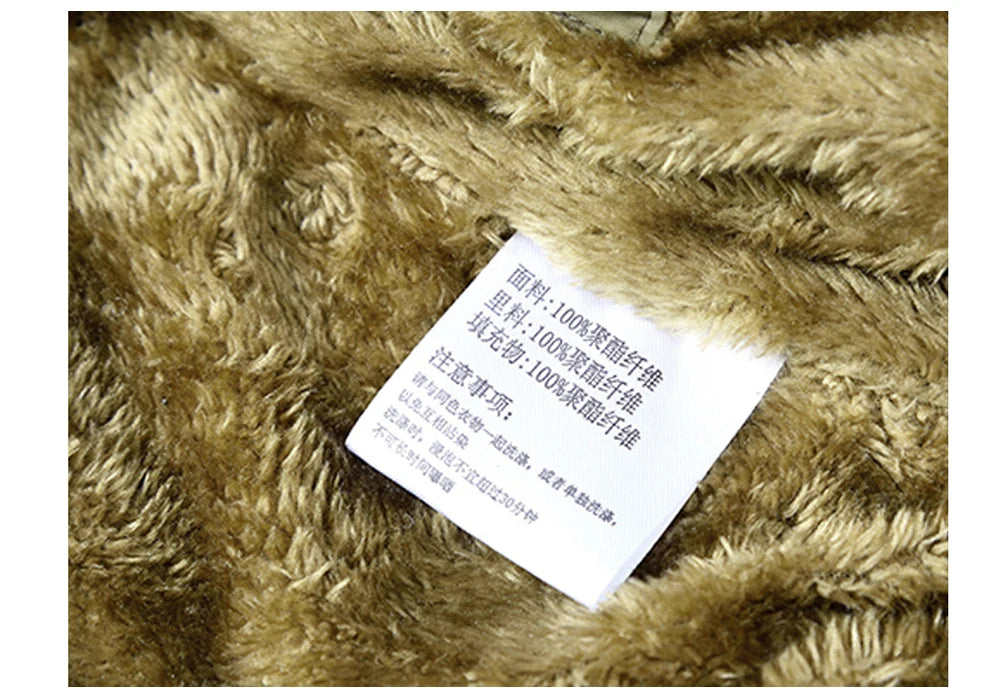 面料:100%聚酯纤维
里料:100%聚酯纤维
填充物:100%聚酯纤维
注意事项:
请与同色衣物一起洗涤，或者单独洗涤，
以免互相沾染
洗涤时，浸泡不宜超过30分钟
不可长时间曝晒